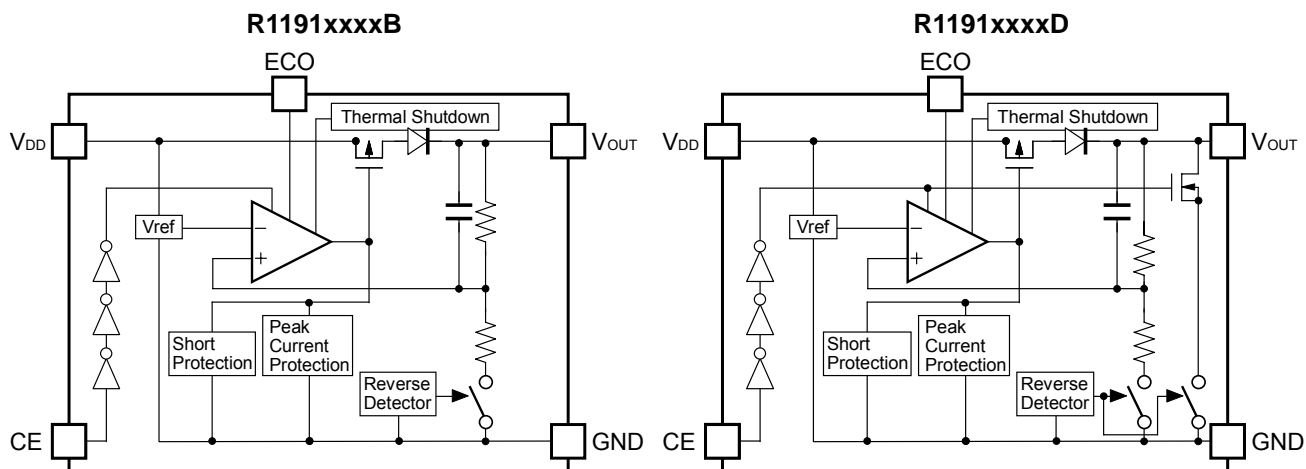 R1191xxxxB
ECO
Thermal Shutdown
VDD
VOUT
Vref
−
+
Short
Protection
Peak
Current
Protection
Reverse
Detector
CE
GND
R1191xxxxD
ECO
Thermal Shutdown
VDD
VOUT
Vref
−
+
Short
Protection
Peak
Current
Protection
Reverse
Detector
CE
GND